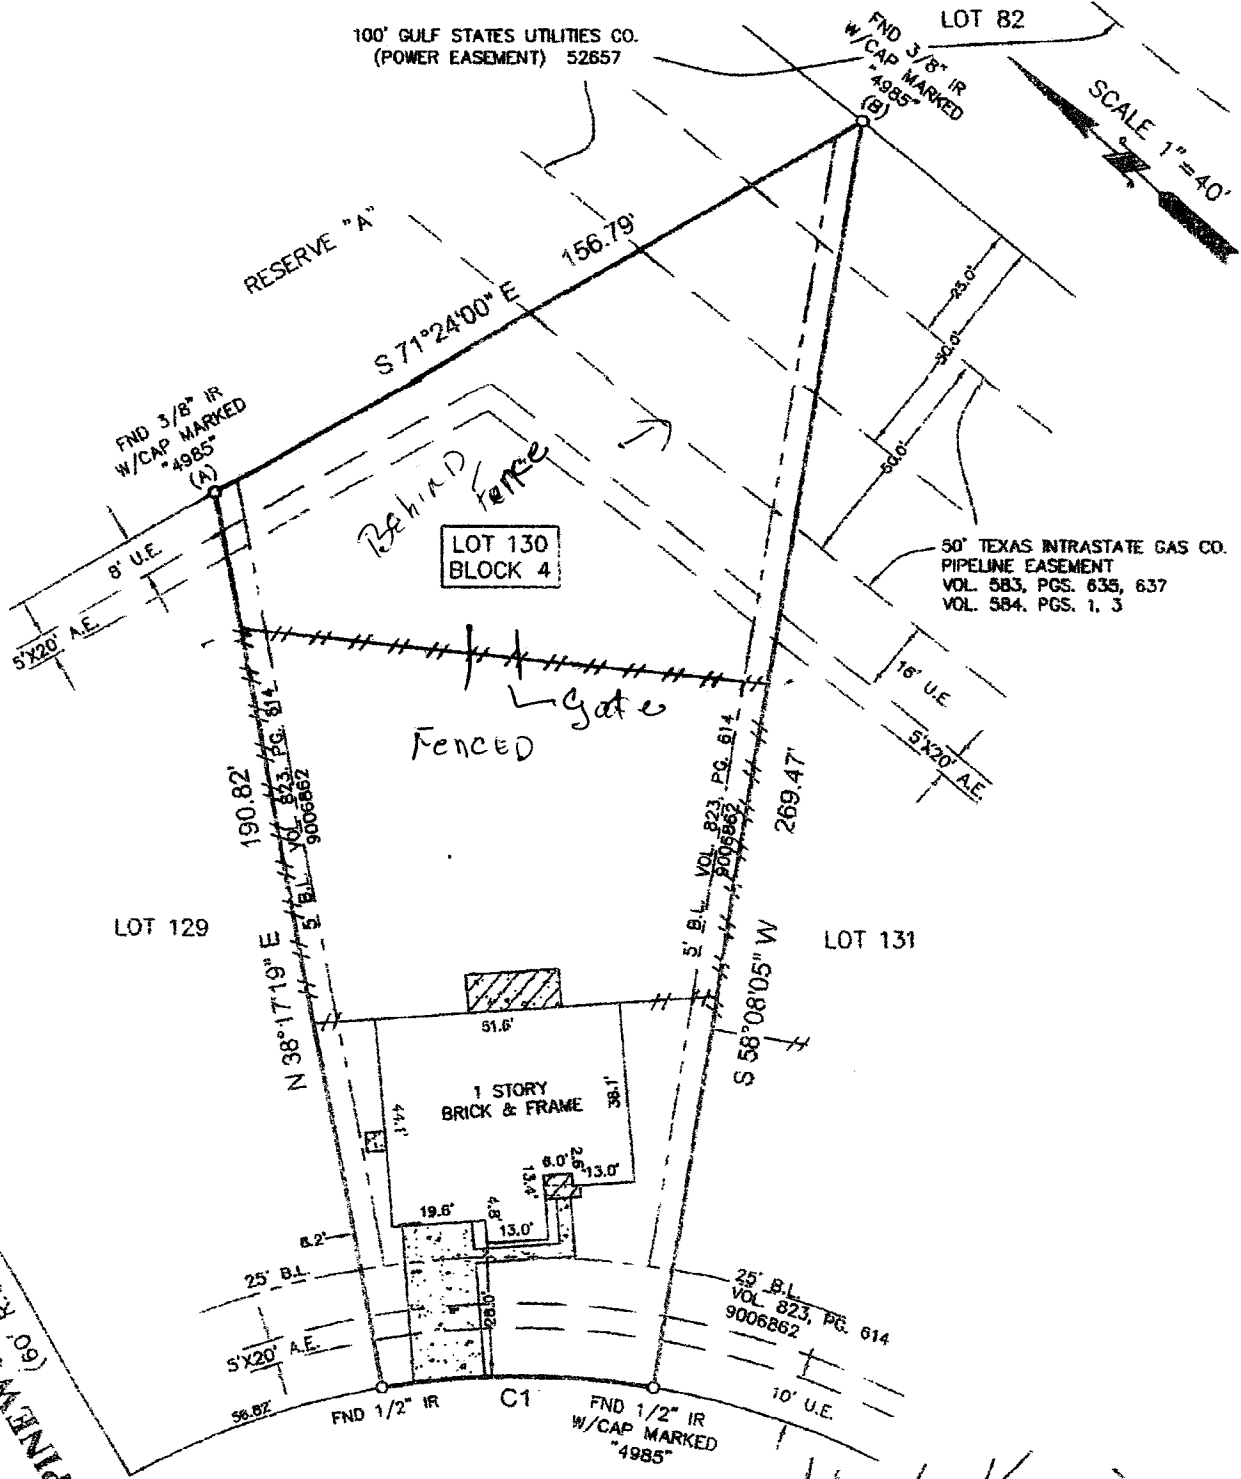 LOT 82
100' GULF STATES UTILITIES CO.
(POWER EASEMENT) 52657
FND 3/8" IR
W/CAP MARKED
"4985"
(B)
SCALE 1"=40'
RESERVE "A"
156.79'
S 71°24'00" E
25.0'
50.0'
50.0'
FND 3/8" IR
W/CAP MARKED
"4985"
(A)
Behind
Fence
LOT 130
BLOCK 4
50' TEXAS INTRASTATE GAS CO.
PIPELINE EASEMENT
VOL. 583, PGS. 635, 637
VOL. 584, PGS. 1, 3
8' U.E.
5'X20' A.E.
16' U.E.
5'X20' A.E.
Gate
FENCED
190.82'
5' B.L. VOL. 823, PG. 614
9006862
5' B.L. VOL. 823, PG. 614
9006862
269.47'
LOT 129
LOT 131
N 38°17'19" E
S 58°08'05" W
51.6'
1 STORY
BRICK & FRAME
44.1'
38.1'
6.0'
2.6'
13.0'
13.4'
19.6'
4.8'
13.0'
8.2'
25' B.L.
25' B.L.
VOL. 823, PG. 614
9006862
28.0'
5'X20' A.E.
10' U.E.
56.82'
FND 1/2" IR
C1
FND 1/2" IR
W/CAP MARKED
"4985"